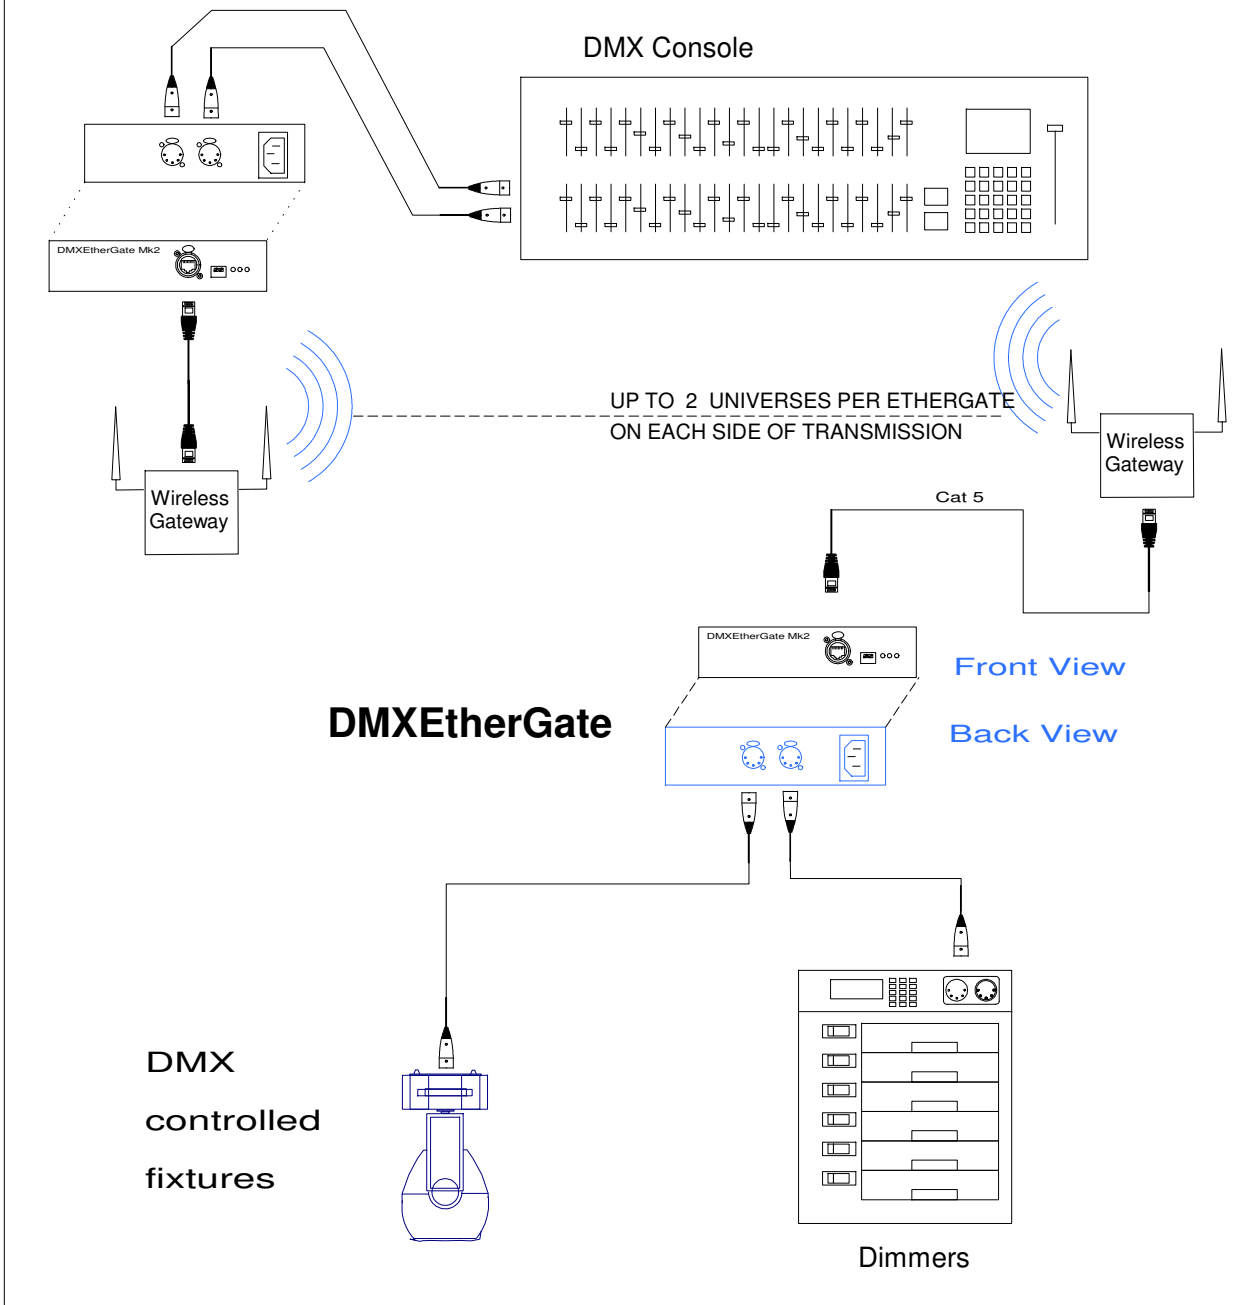 DMX Console
DMXEtherGate Mk2
UP TO 2 UNIVERSES PER ETHERGATE
ON EACH SIDE OF TRANSMISSION
Wireless
Gateway
Wireless
Gateway
Cat 5
DMXEtherGate Mk2
Front View
DMXEtherGate
Back View
DMX
controlled
fixtures
Dimmers